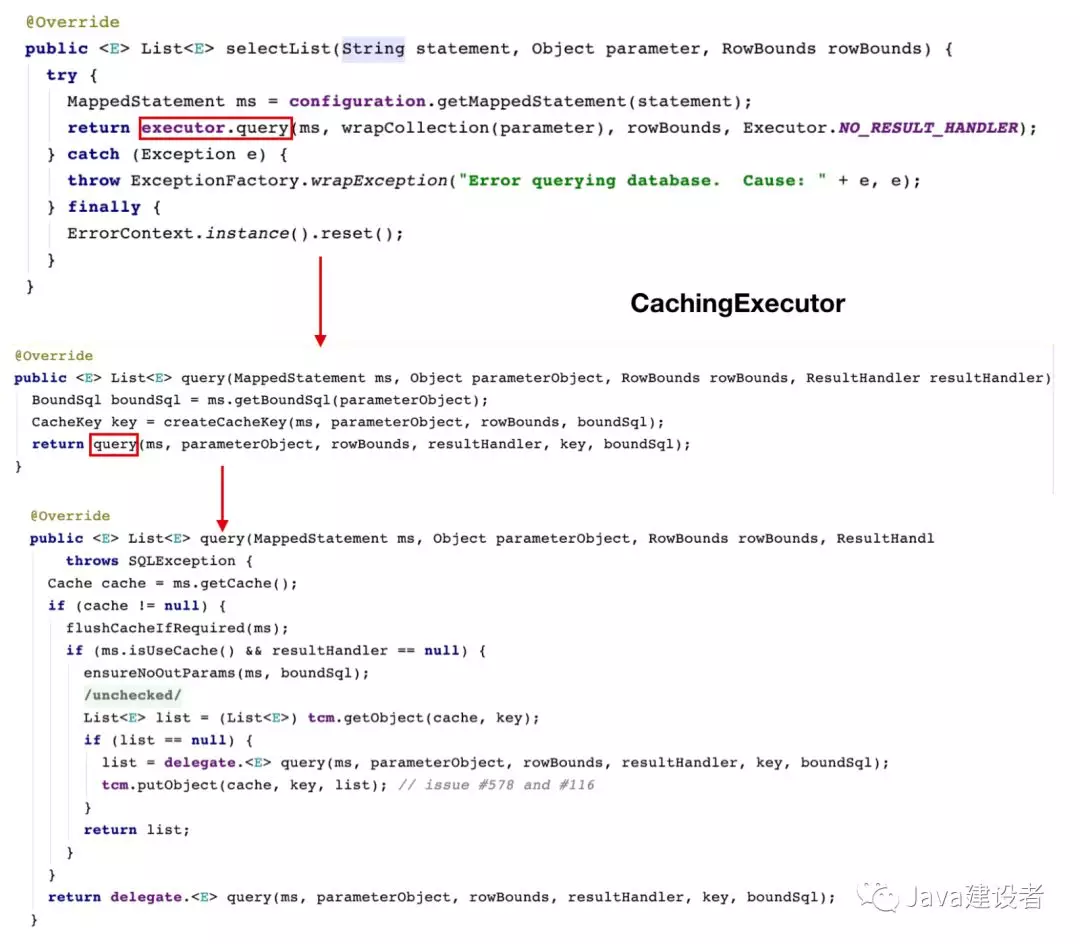 @Override
public <E> List<E> selectList(String statement, Object parameter, RowBounds rowBounds) {
try {
MappedStatement ms = configuration.getMappedStatement(statement);
return executor.query(ms, wrapCollection(parameter), rowBounds, Executor.NO_RESULT_HANDLER);
} catch (Exception e) {
throw ExceptionFactory.wrapException("Error querying database.  Cause: " + e, e);
} finally {
ErrorContext.instance().reset();
}
}
CachingExecutor
@Override
public <E> List<E> query(MappedStatement ms, Object parameterObject, RowBounds rowBounds, ResultHandler resultHandler)
BoundSql boundSql = ms.getBoundSql(parameterObject);
CacheKey key = createCacheKey(ms, parameterObject, rowBounds, boundSql);
return query(ms, parameterObject, rowBounds, resultHandler, key, boundSql);
}
@Override
public <E> List<E> query(MappedStatement ms, Object parameterObject, RowBounds rowBounds, ResultHandl
throws SQLException {
Cache cache = ms.getCache();
if (cache != null) {
flushCacheIfRequired(ms);
if (ms.isUseCache() && resultHandler == null) {
ensureNoOutParams(ms, boundSql);
/unchecked/
List<E> list = (List<E>) tcm.getObject(cache, key);
if (list == null) {
list = delegate.<E> query(ms, parameterObject, rowBounds, resultHandler, key, boundSql);
tcm.putObject(cache, key, list); // issue #578 and #116
}
return list;
}
}
return delegate.<E> query(ms, parameterObject, rowBounds, resultHandler, key, boundSql);
}
Java建设者